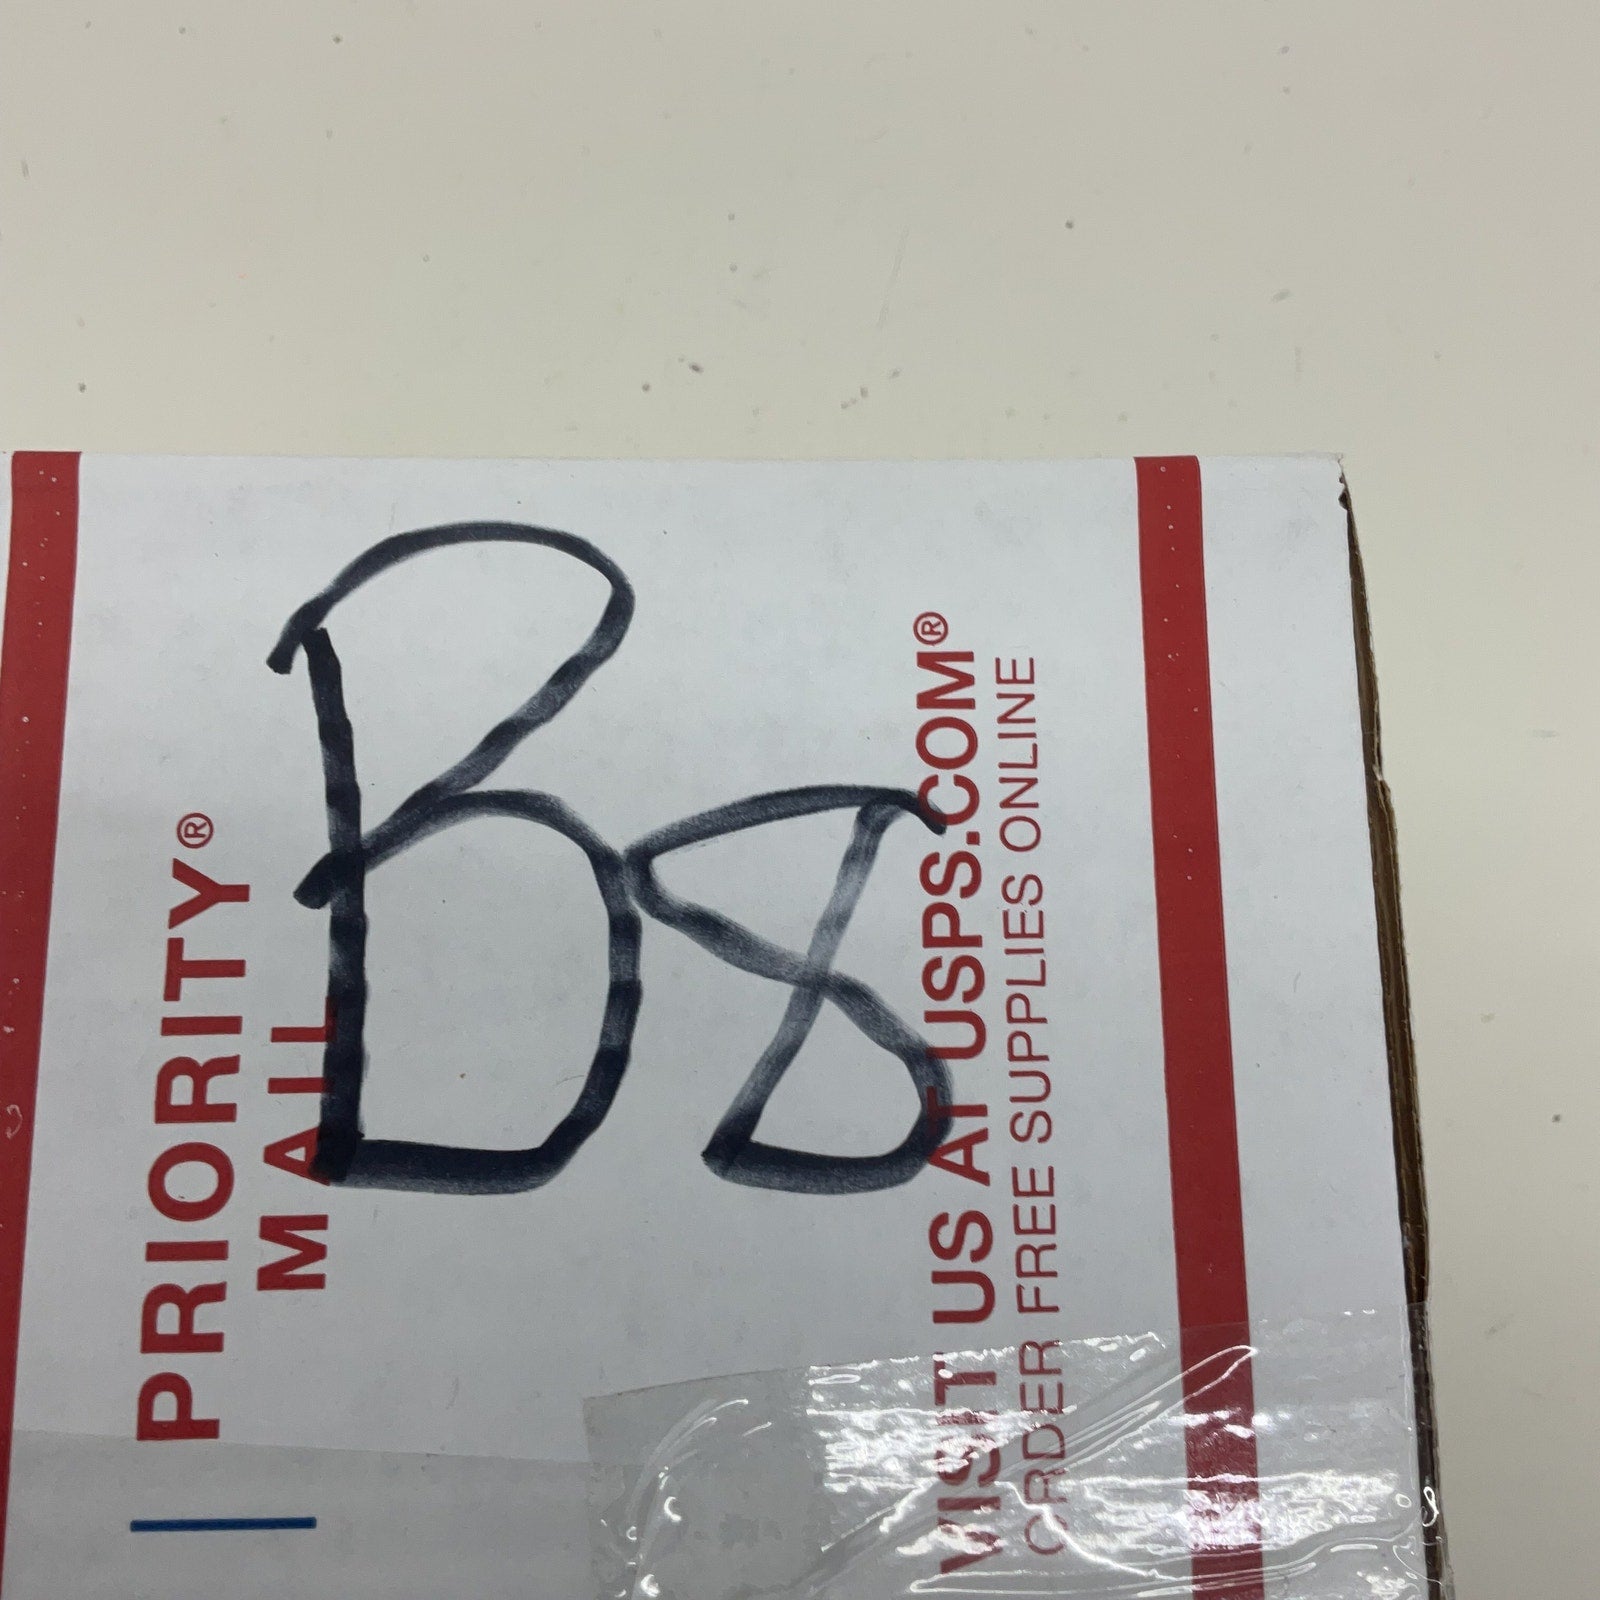 B8
PRIORITY®
MAIL
VISIT US AT USPS.COM®
ORDER FREE SUPPLIES ONLINE